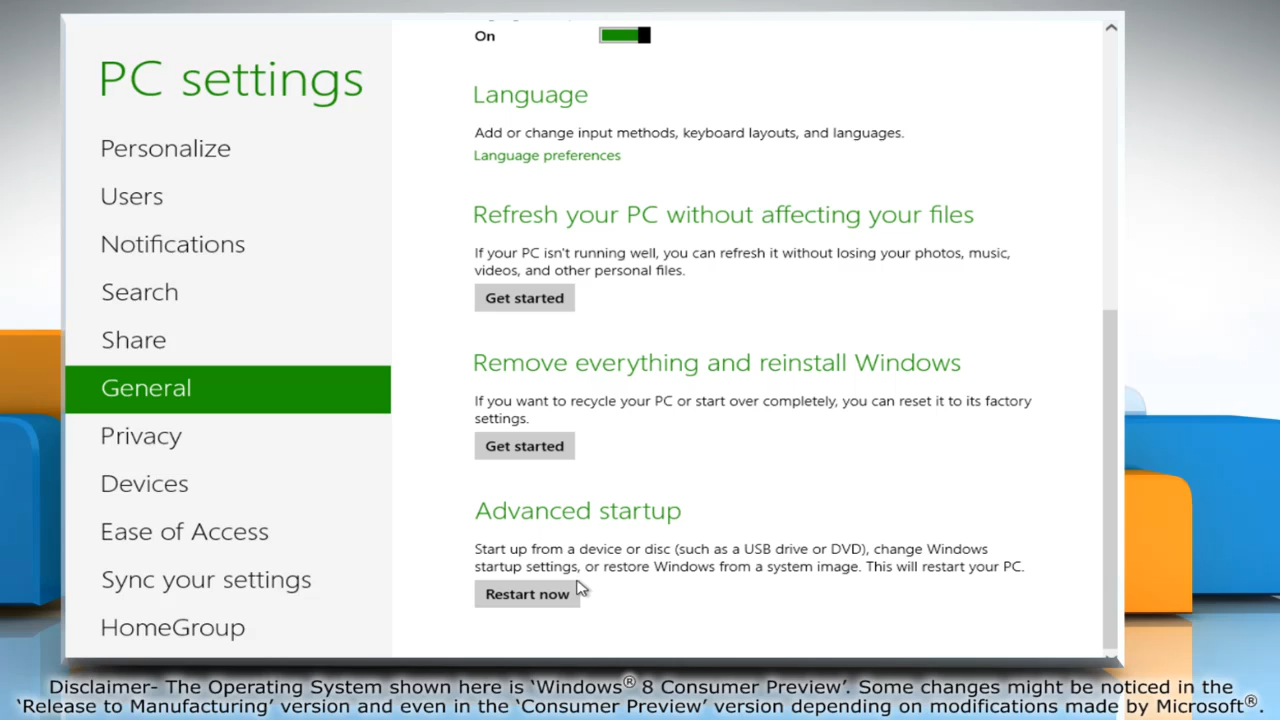 PC settings
Personalize
Users
Notifications
Search
Share
General
Privacy
Devices
Ease of Access
Sync your settings
HomeGroup
On
Language
Add or change input methods, keyboard layouts, and languages.
Language preferences
Refresh your PC without affecting your files
If your PC isn't running well, you can refresh it without losing your photos, music,
videos, and other personal files.
Get started
Remove everything and reinstall Windows
If you want to recycle your PC or start over completely, you can reset it to its factory
settings.
Get started
Advanced startup
Start up from a device or disc (such as a USB drive or DVD), change Windows
startup settings, or restore Windows from a system image. This will restart your PC.
Restart now
Disclaimer- The Operating System shown here is ‘Windows® 8 Consumer Preview’. Some changes might be noticed in the
‘Release to Manufacturing’ version and even in the ‘Consumer Preview’ version depending on modifications made by Microsoft®.